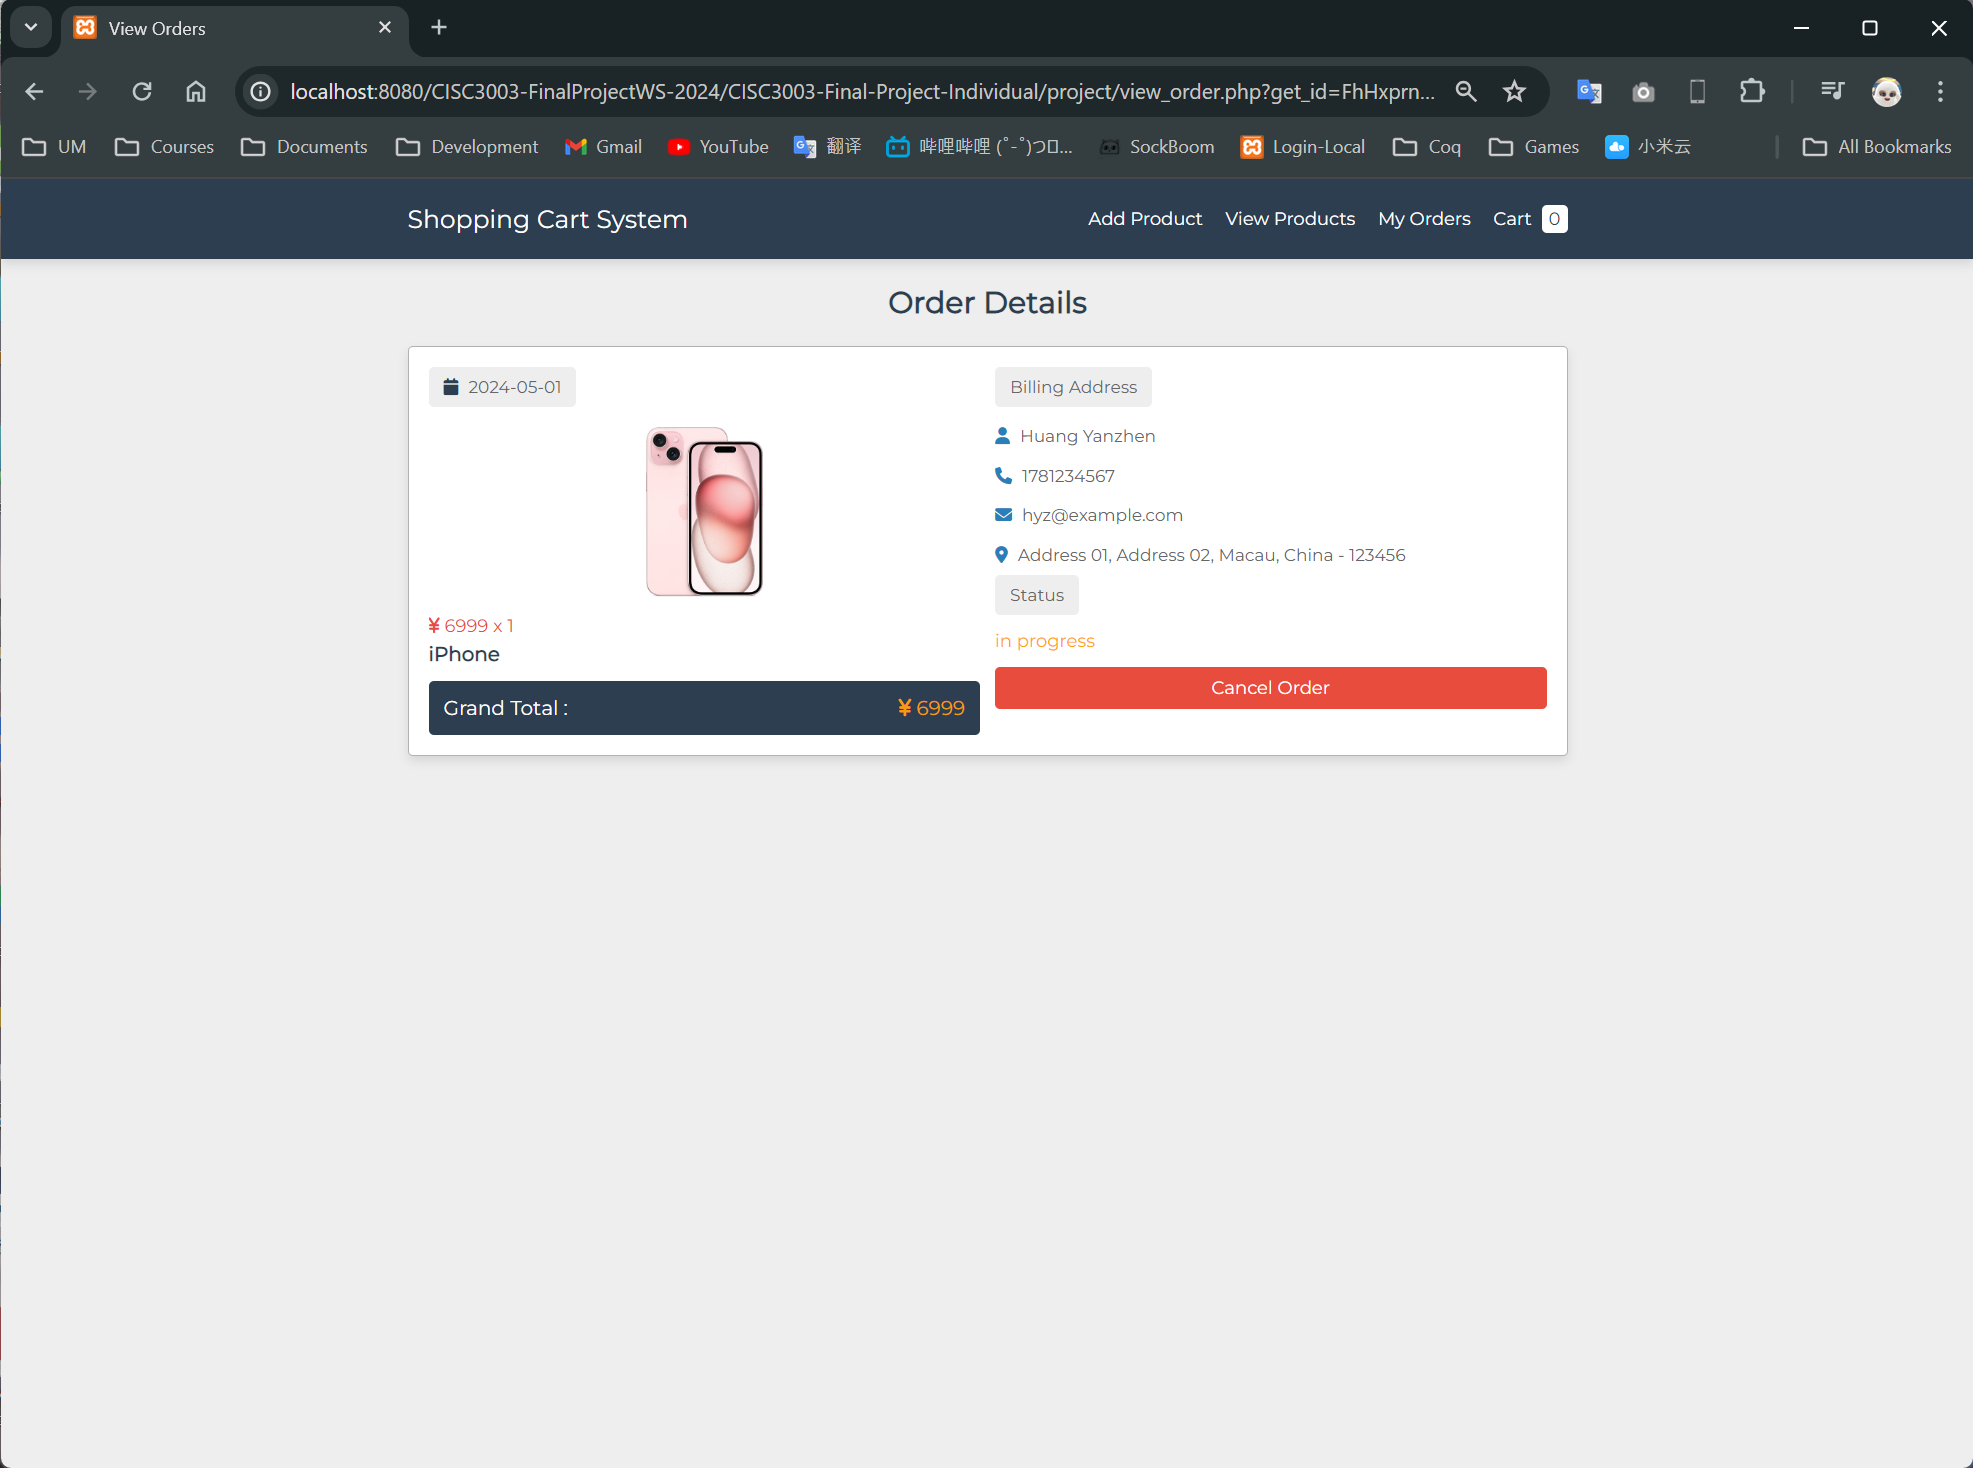 View Orders
localhost:8080/CISC3003-FinalProjectWS-2024/CISC3003-Final-Project-Individual/project/view_order.php?get_id=FhHxprn...
UM Courses Documents Development Gmail YouTube 翻译 哔哩哔哩 (゜-゜)つロ... SockBoom Login-Local Coq Games 小米云 All Bookmarks
Shopping Cart System Add Product View Products My Orders Cart 0
Order Details
2024-05-01
¥ 6999 x 1
iPhone
Grand Total : ¥ 6999
Billing Address
Huang Yanzhen
1781234567
hyz@example.com
Address 01, Address 02, Macau, China - 123456
Status
in progress
Cancel Order